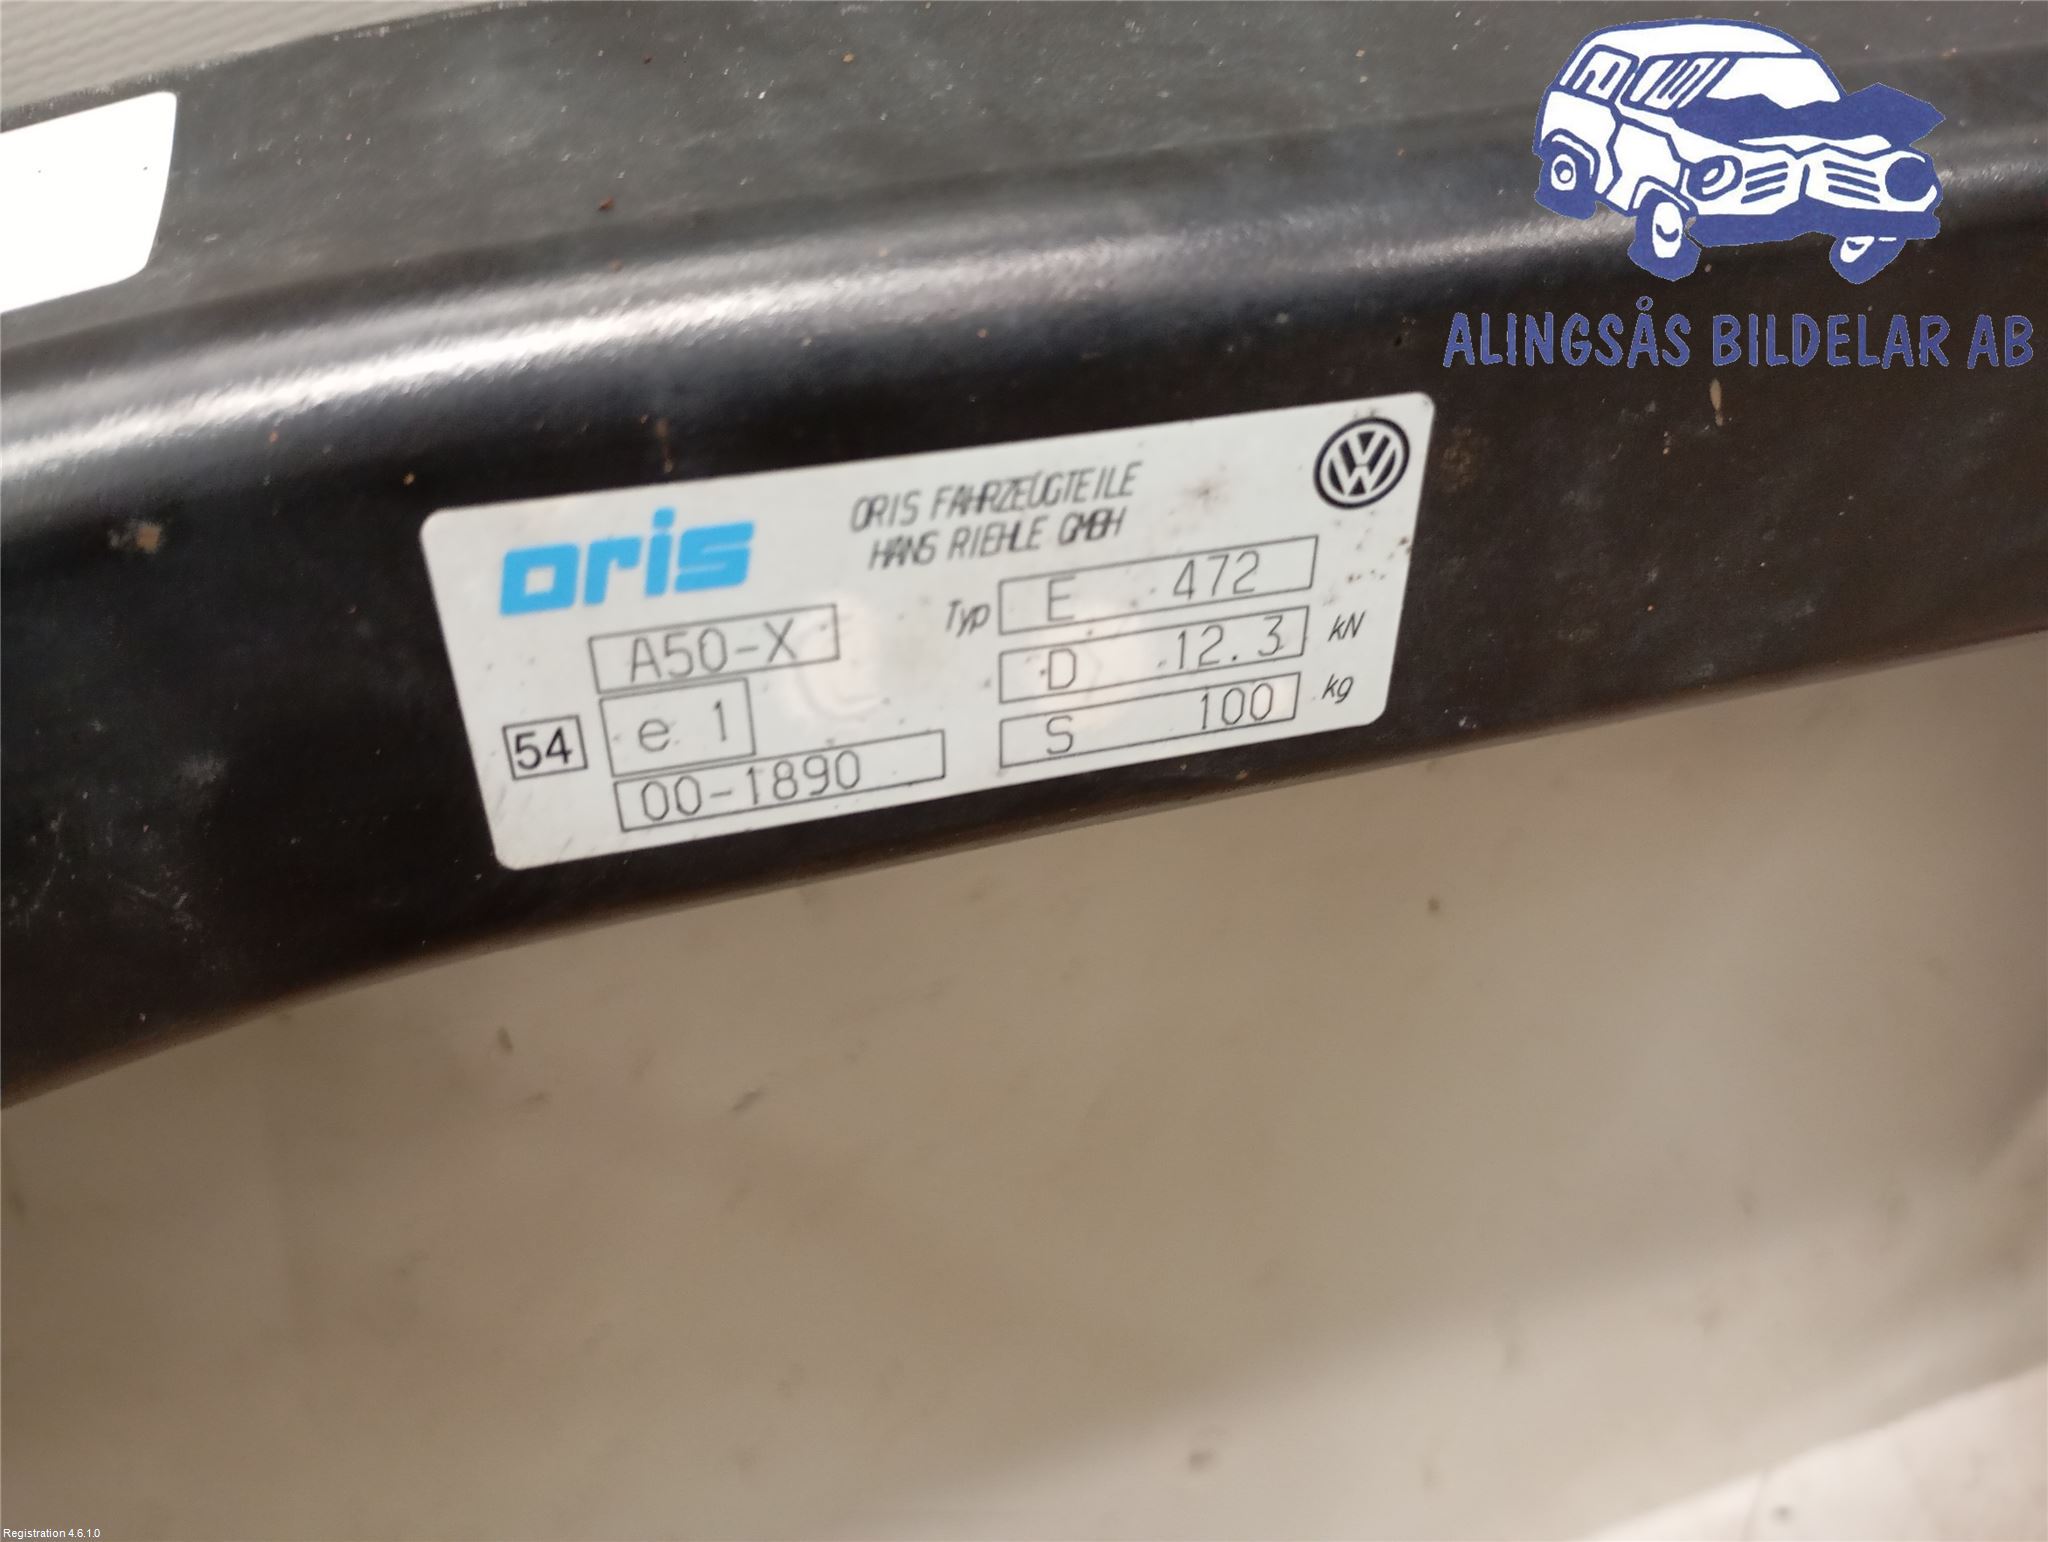 ALINGSÅS BILDELAR AB
oris
ORIS FAHRZEUGTEILE
HANS RIEHLE GMBH
A50-X
Typ E 472
e 1
D 12.3 kN
54
00-1890
S 100 kg
Registration 4.6.1.0